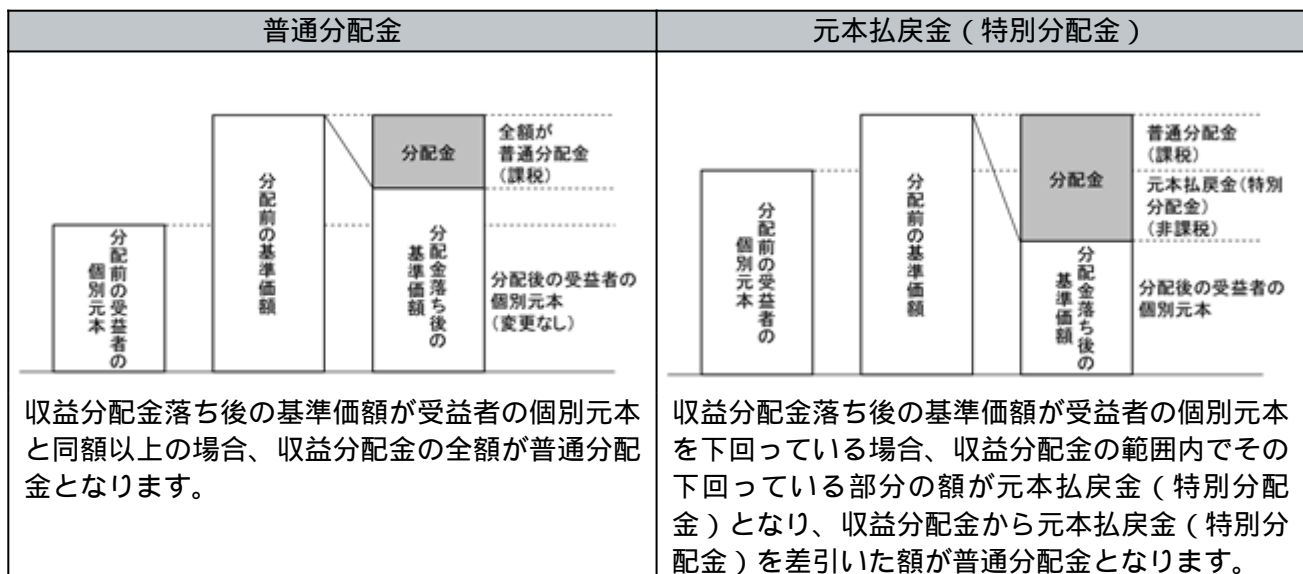 普通分配金
分配前の受益者の
個別元本
分配前の基準価額
分配金
分配金落ち後の
基準価額
全額が
普通分配金
(課税)
分配後の受益者の
個別元本
(変更なし)
収益分配金落ち後の基準価額が受益者の個別元本
と同額以上の場合、収益分配金の全額が普通分配
金となります。
元本払戻金(特別分配金)
分配前の受益者の
個別元本
分配前の基準価額
分配金
分配金落ち後の
基準価額
普通分配金
(課税)
元本払戻金(特別
分配金)
(非課税)
分配後の受益者の
個別元本
収益分配金落ち後の基準価額が受益者の個別元本
を下回っている場合、収益分配金の範囲内でその
下回っている部分の額が元本払戻金(特別分配
金)となり、収益分配金から元本払戻金(特別分
配金)を差引いた額が普通分配金となります。